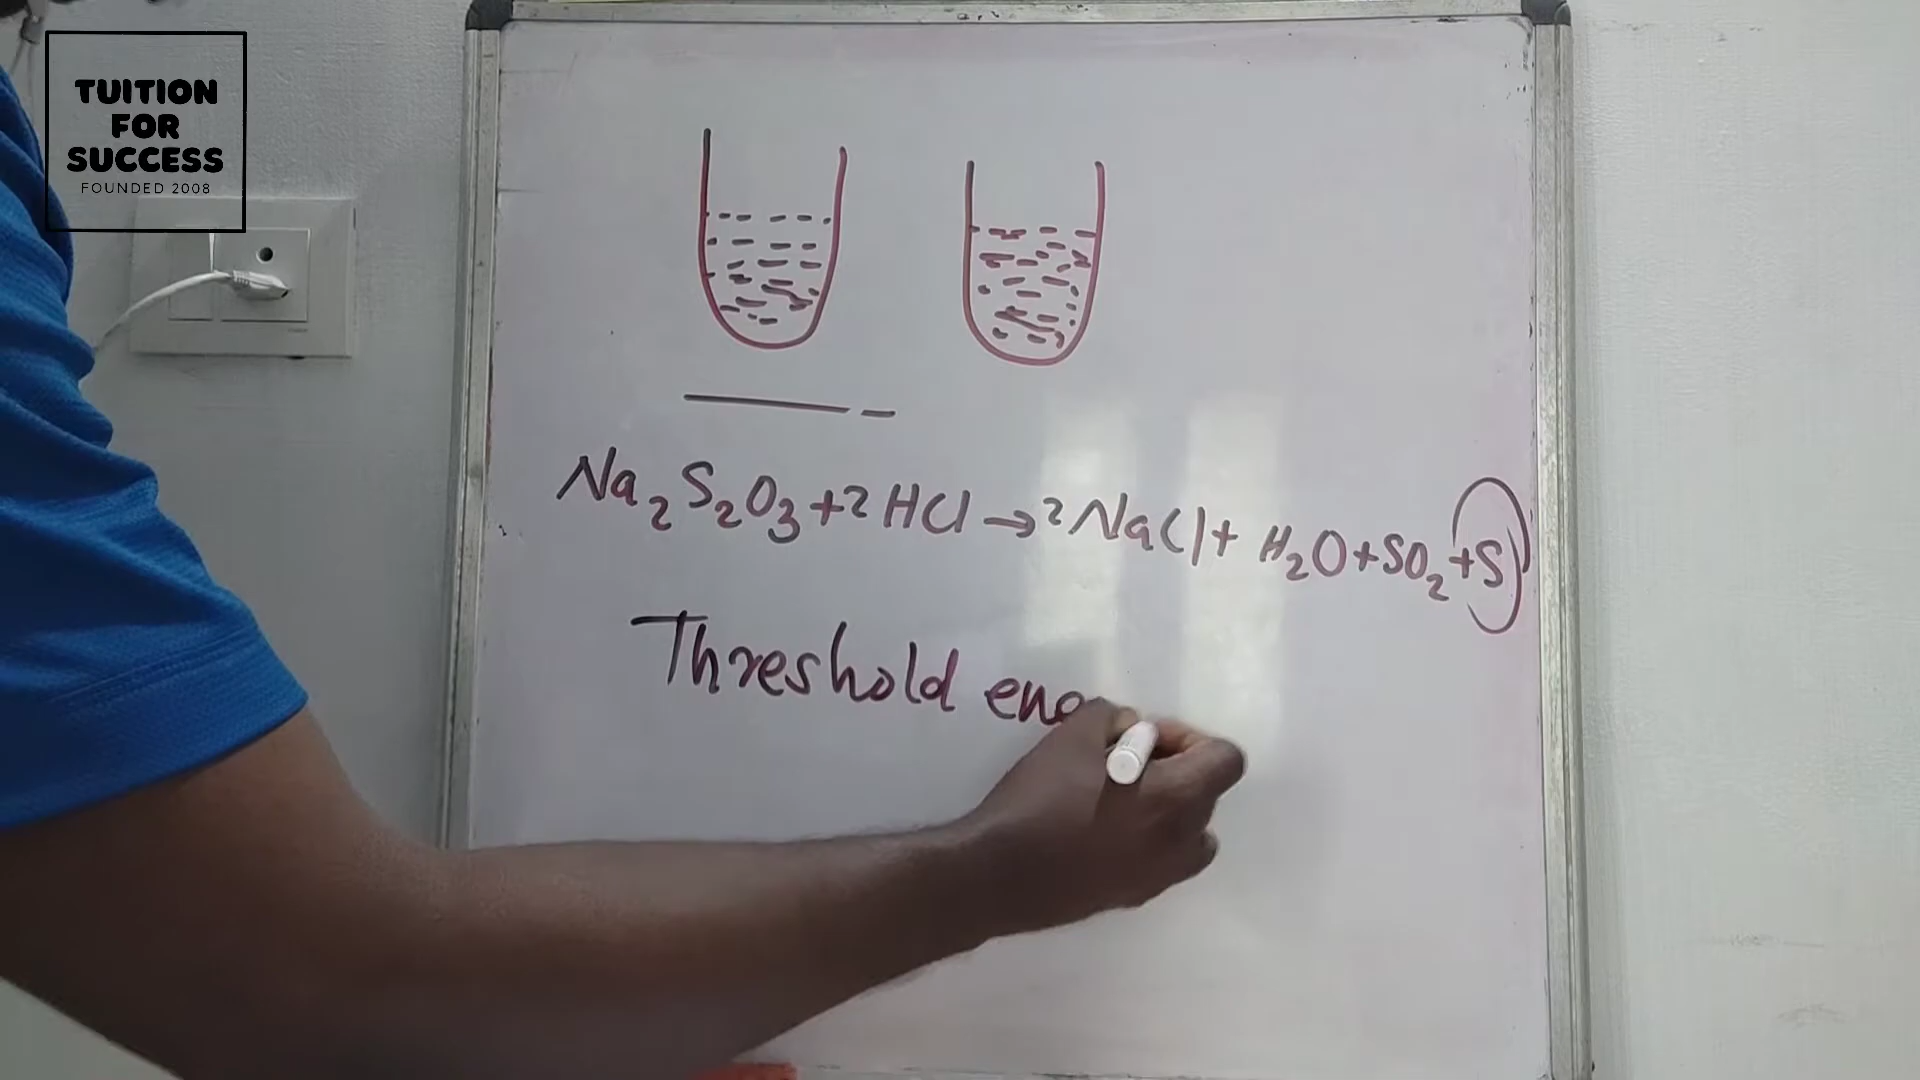 TUITION
FOR
SUCCESS
FOUNDED 2008
Na₂S₂O₃+2HCl→2NaCl+H₂O+SO₂+S
Threshold ene